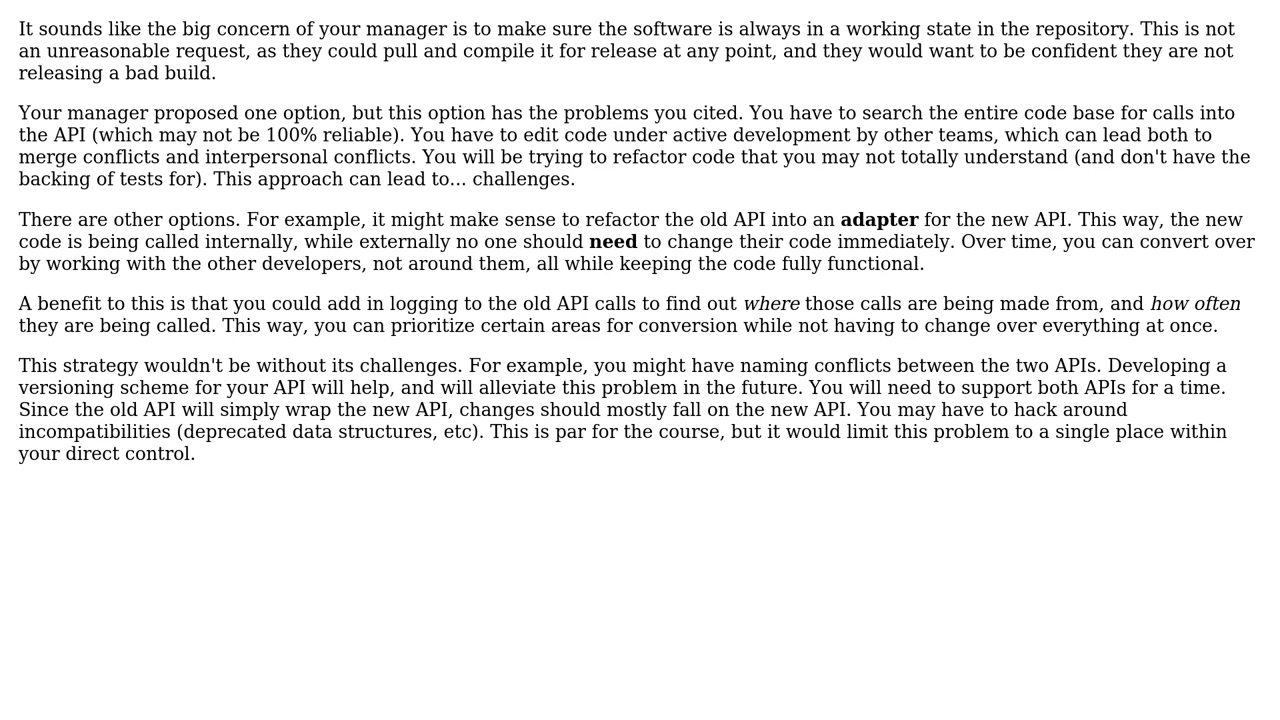 It sounds like the big concern of your manager is to make sure the software is always in a working state in the repository. This is not
an unreasonable request, as they could pull and compile it for release at any point, and they would want to be confident they are not
releasing a bad build.
Your manager proposed one option, but this option has the problems you cited. You have to search the entire code base for calls into
the API (which may not be 100% reliable). You have to edit code under active development by other teams, which can lead both to
merge conflicts and interpersonal conflicts. You will be trying to refactor code that you may not totally understand (and don't have the
backing of tests for). This approach can lead to... challenges.
There are other options. For example, it might make sense to refactor the old API into an adapter for the new API. This way, the new
code is being called internally, while externally no one should need to change their code immediately. Over time, you can convert over
by working with the other developers, not around them, all while keeping the code fully functional.
A benefit to this is that you could add in logging to the old API calls to find out where those calls are being made from, and how often
they are being called. This way, you can prioritize certain areas for conversion while not having to change over everything at once.
This strategy wouldn't be without its challenges. For example, you might have naming conflicts between the two APIs. Developing a
versioning scheme for your API will help, and will alleviate this problem in the future. You will need to support both APIs for a time.
Since the old API will simply wrap the new API, changes should mostly fall on the new API. You may have to hack around
incompatibilities (deprecated data structures, etc). This is par for the course, but it would limit this problem to a single place within
your direct control.